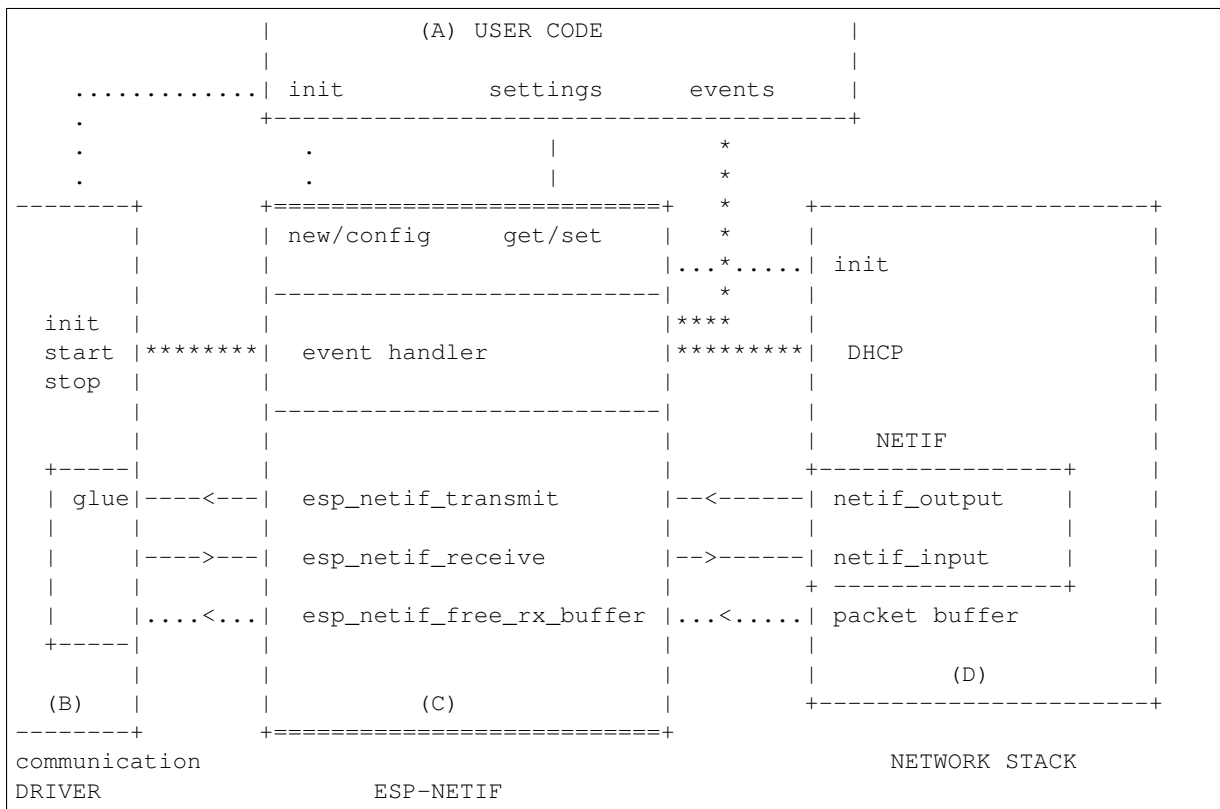 (A) USER CODE
init settings events
new/config get/set
init
init
start event handler DHCP
stop
NETIF
glue esp_netif_transmit netif_output
esp_netif_receive netif_input
esp_netif_free_rx_buffer packet buffer
(D)
(B) (C)
communication NETWORK STACK
DRIVER ESP-NETIF